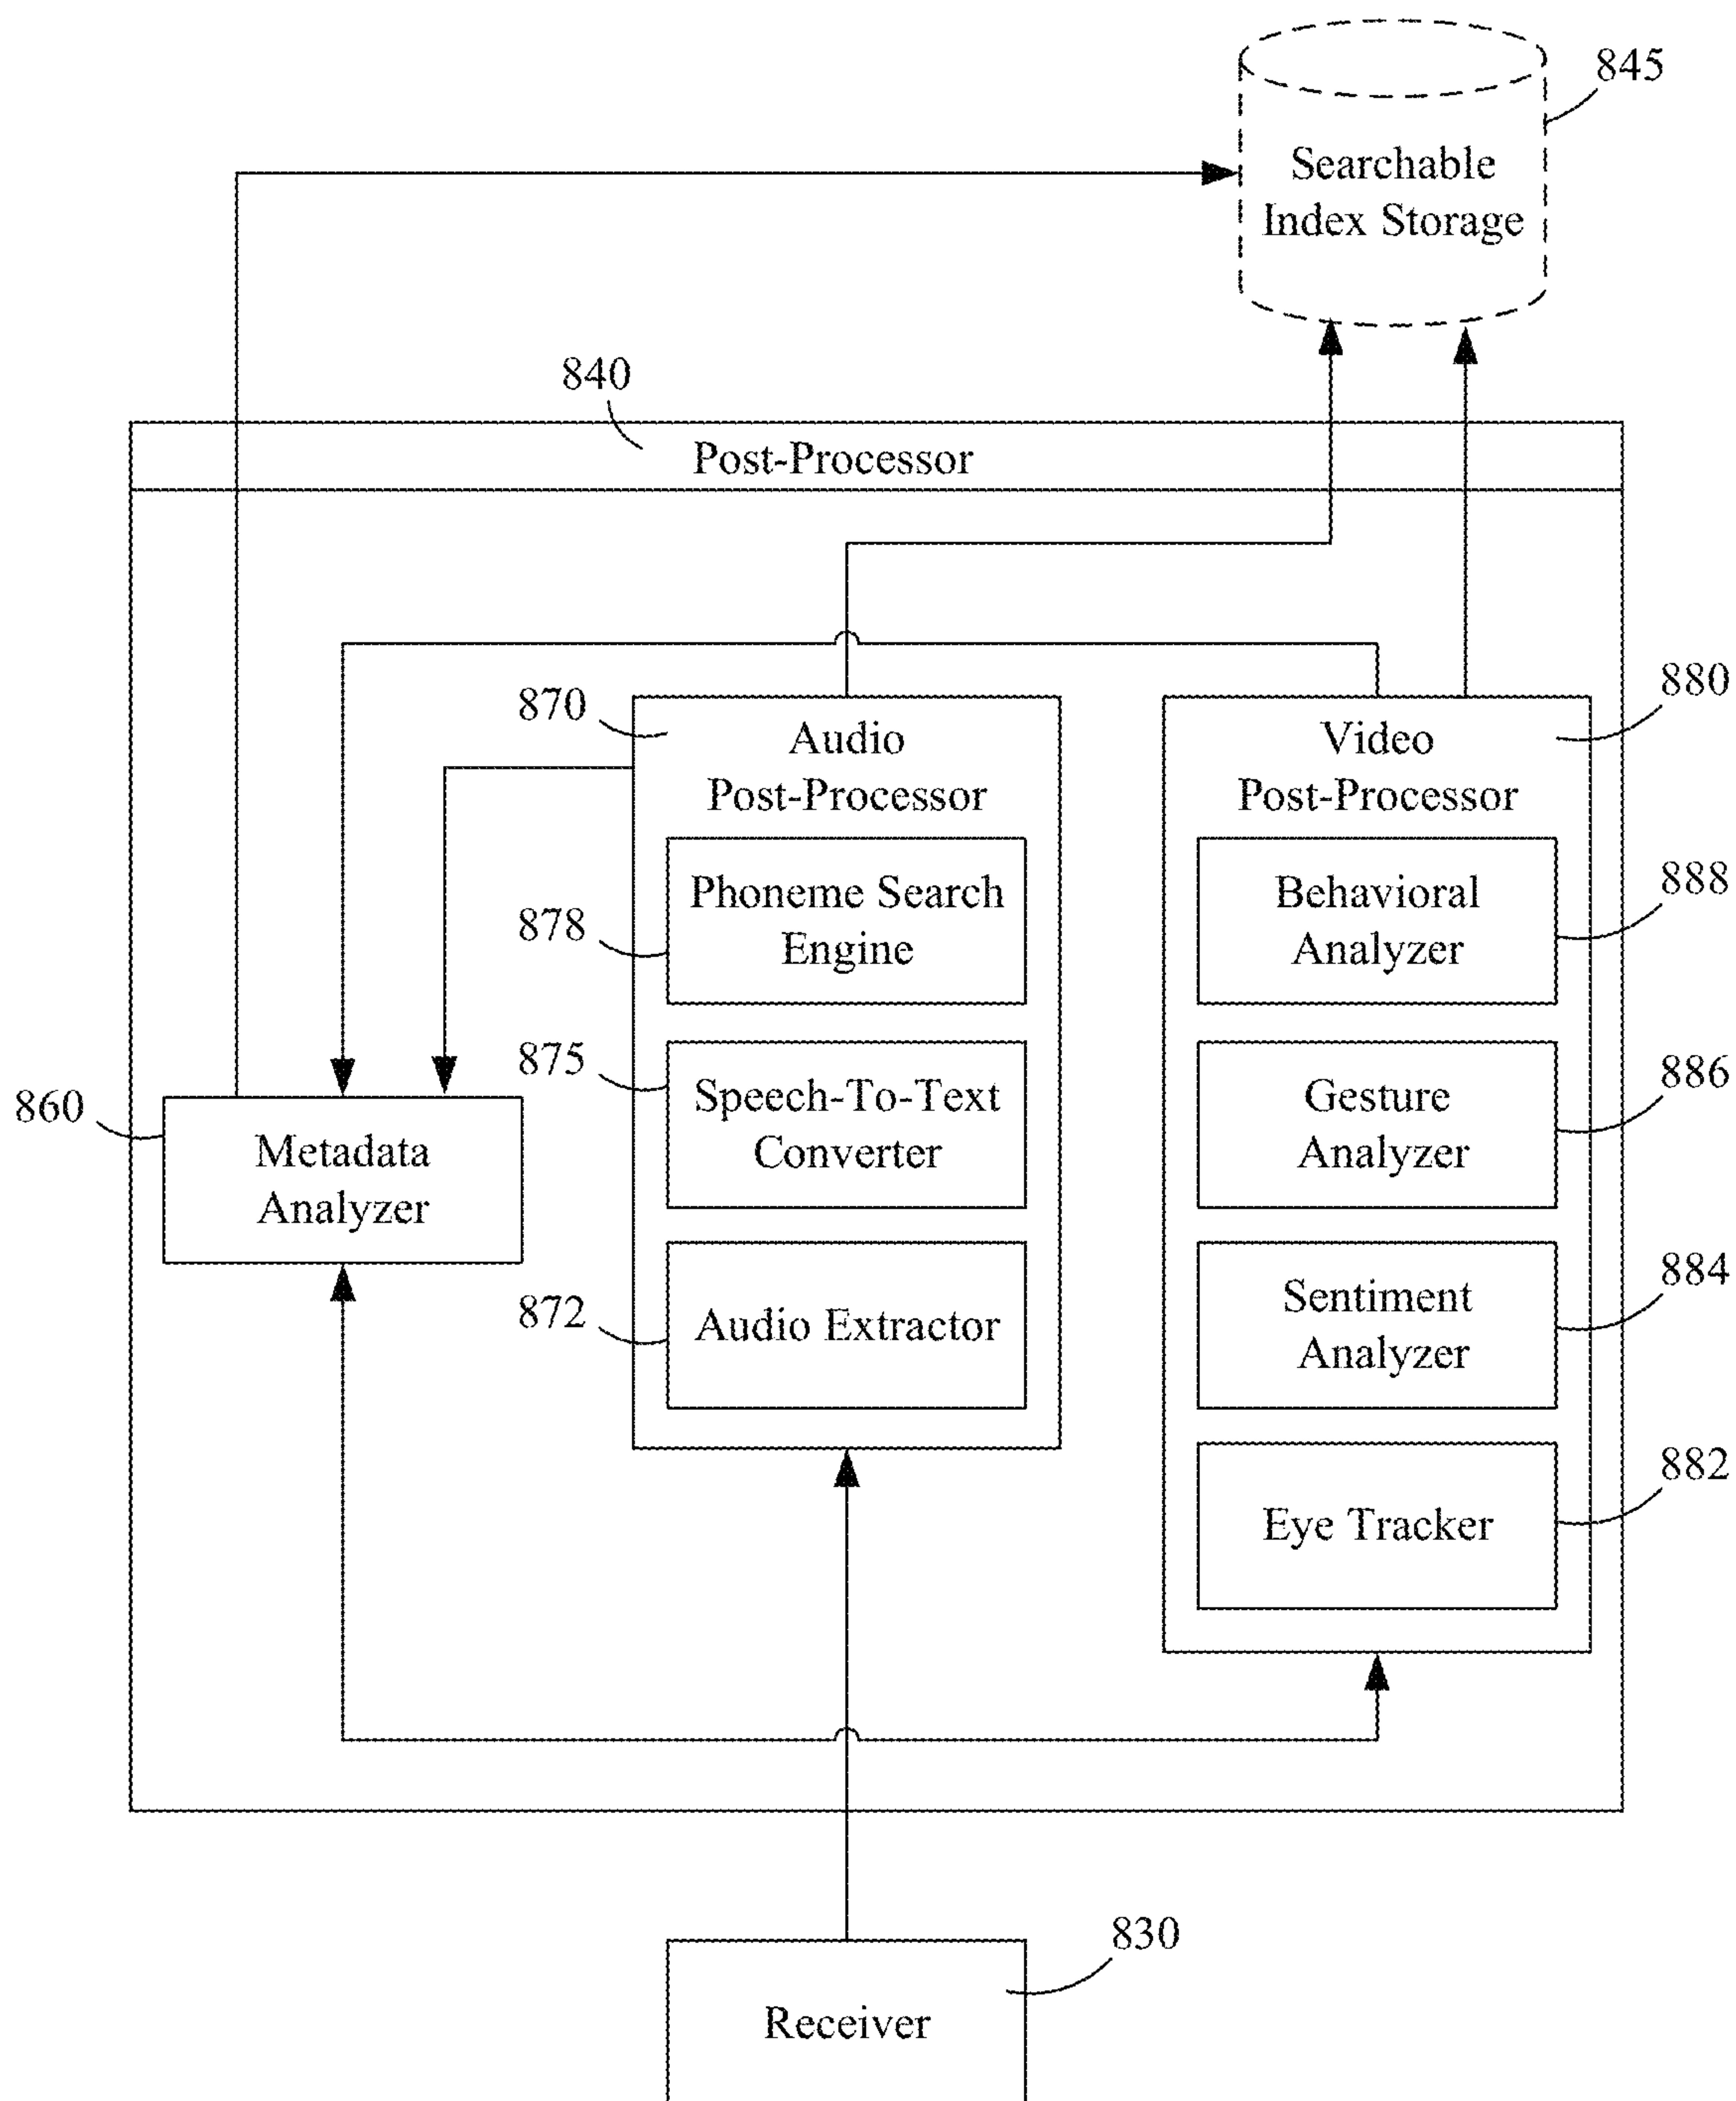 845
Searchable
Index Storage
840
Post-Processor
880
870
Audio
Post-Processor
Video
Post-Processor
878
Phoneme Search
Engine
888
Behavioral
Analyzer
875
Speech-To-Text
Converter
886
Gesture
Analyzer
860
Metadata
Analyzer
872
Audio Extractor
884
Sentiment
Analyzer
882
Eye Tracker
830
Receiver